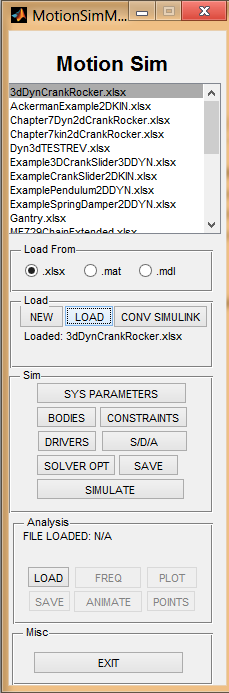 MotionSimM...
Motion Sim
3dDynCrankRocker.xlsx
AckermanExample2DKIN.xlsx
Chapter7Dyn2dCrankRocker.xlsx
Chapter7kin2dCrankRocker.xlsx
Dyn3dTESTREV.xlsx
Example3DCrankSlider3DDYN.xlsx
ExampleCrankSlider2DKIN.xlsx
ExamplePendulum2DDYN.xlsx
ExampleSpringDamper2DDYN.xlsx
Gantry.xlsx
ME729ChainExtended.xlsx
Load From
.xlsx .mat .mdl
Load
NEW LOAD CONV SIMULINK
Loaded: 3dDynCrankRocker.xlsx
Sim
SYS PARAMETERS
BODIES CONSTRAINTS
DRIVERS S/D/A
SOLVER OPT SAVE
SIMULATE
Analysis
FILE LOADED: N/A
LOAD FREQ PLOT
SAVE ANIMATE POINTS
Misc
EXIT